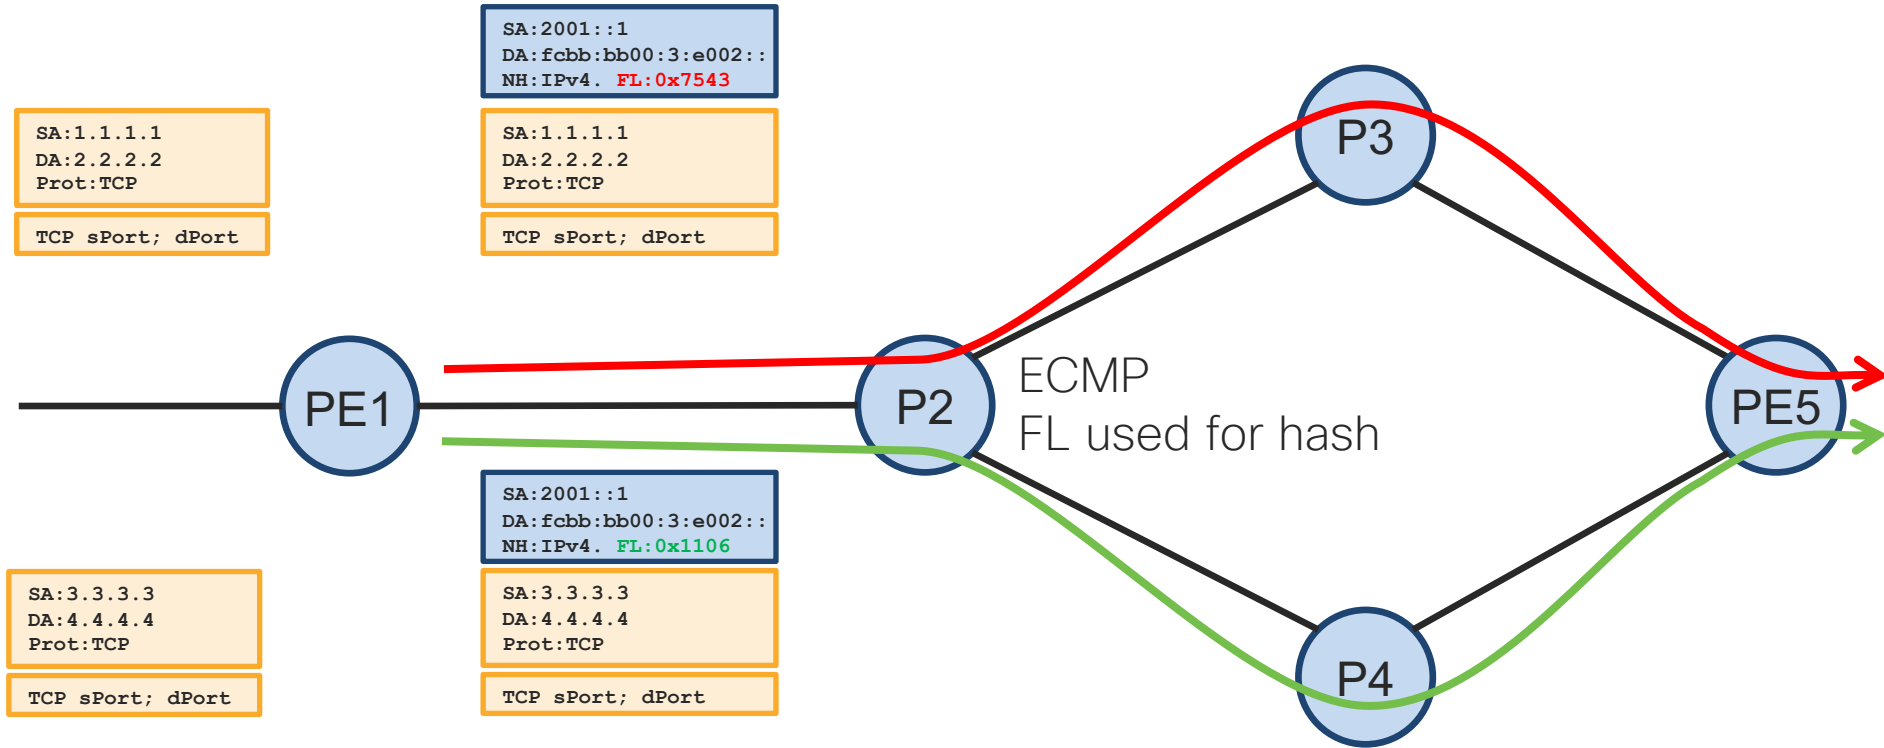 SA:2001::1
DA:fcbb:bb00:3:e002::
NH:IPv4. FL:0x7543
SA:1.1.1.1
DA:2.2.2.2
Prot:TCP
TCP sPort; dPort
SA:1.1.1.1
DA:2.2.2.2
Prot:TCP
TCP sPort; dPort
P3
PE1
P2
ECMP
FL used for hash
PE5
SA:2001::1
DA:fcbb:bb00:3:e002::
NH:IPv4. FL:0x1106
SA:3.3.3.3
DA:4.4.4.4
Prot:TCP
TCP sPort; dPort
SA:3.3.3.3
DA:4.4.4.4
Prot:TCP
TCP sPort; dPort
P4